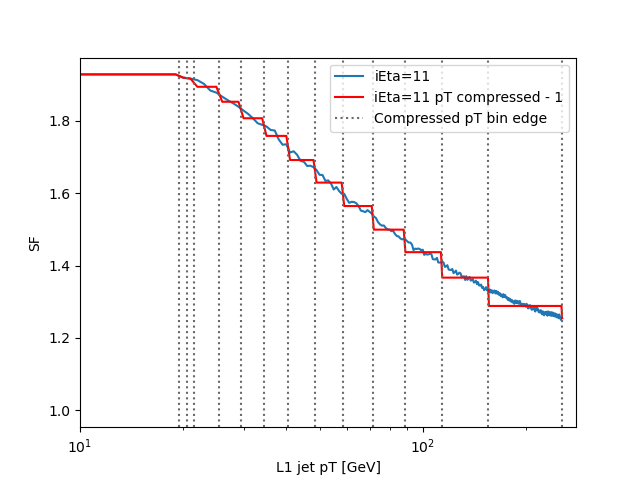 iEta=11
iEta=11 pT compressed - 1
Compressed pT bin edge
1.8
1.6
1.4
1.2
1.0
SF
10¹
10²
L1 jet pT [GeV]